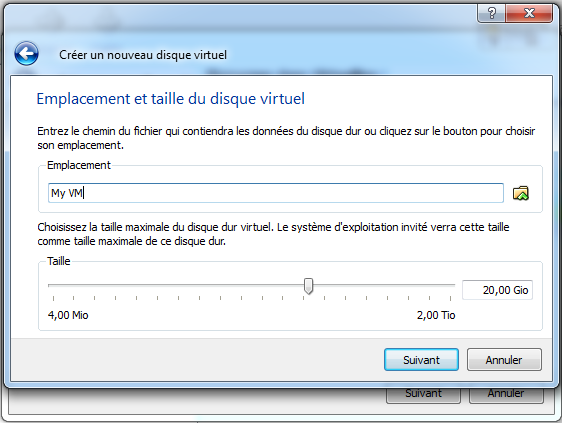 Créer un nouveau disque virtuel
Emplacement et taille du disque virtuel
Entrez le chemin du fichier qui contiendra les données du disque dur ou cliquez sur le bouton pour choisir
son emplacement.
Emplacement
My VM
Choisissez la taille maximale du disque dur virtuel. Le système d'exploitation invité verra cette taille
comme taille maximale de ce disque dur.
Taille
20,00 Gio
4,00 Mio 2,00 Tio
Suivant Annuler
Suivant Annuler